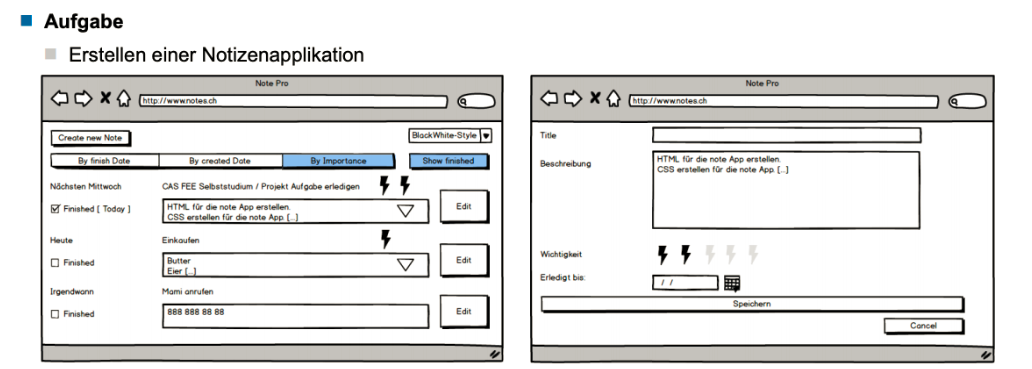 Aufgabe
Erstellen einer Notizenapplikation
Note Pro
http://www.notes.ch
Create new Note
BlackWhite-Style
By finish Date
By created Date
By Importance
Show finished
Nächsten Mittwoch
CAS FEE Selbststudium / Projekt Aufgabe erledigen
Finished [ Today ]
HTML für die note App erstellen.
CSS erstellen für die note App [...]
Edit
Heute
Einkaufen
Finished
Butter
Eier [...]
Edit
Irgendwann
Mami anrufen
Finished
888 888 88 88
Edit
Note Pro
http://www.notes.ch
Title
Beschreibung
HTML für die note App erstellen.
CSS erstellen für die note App [...]
Wichtigkeit
Erledigt bis:
/ /
Speichern
Cancel